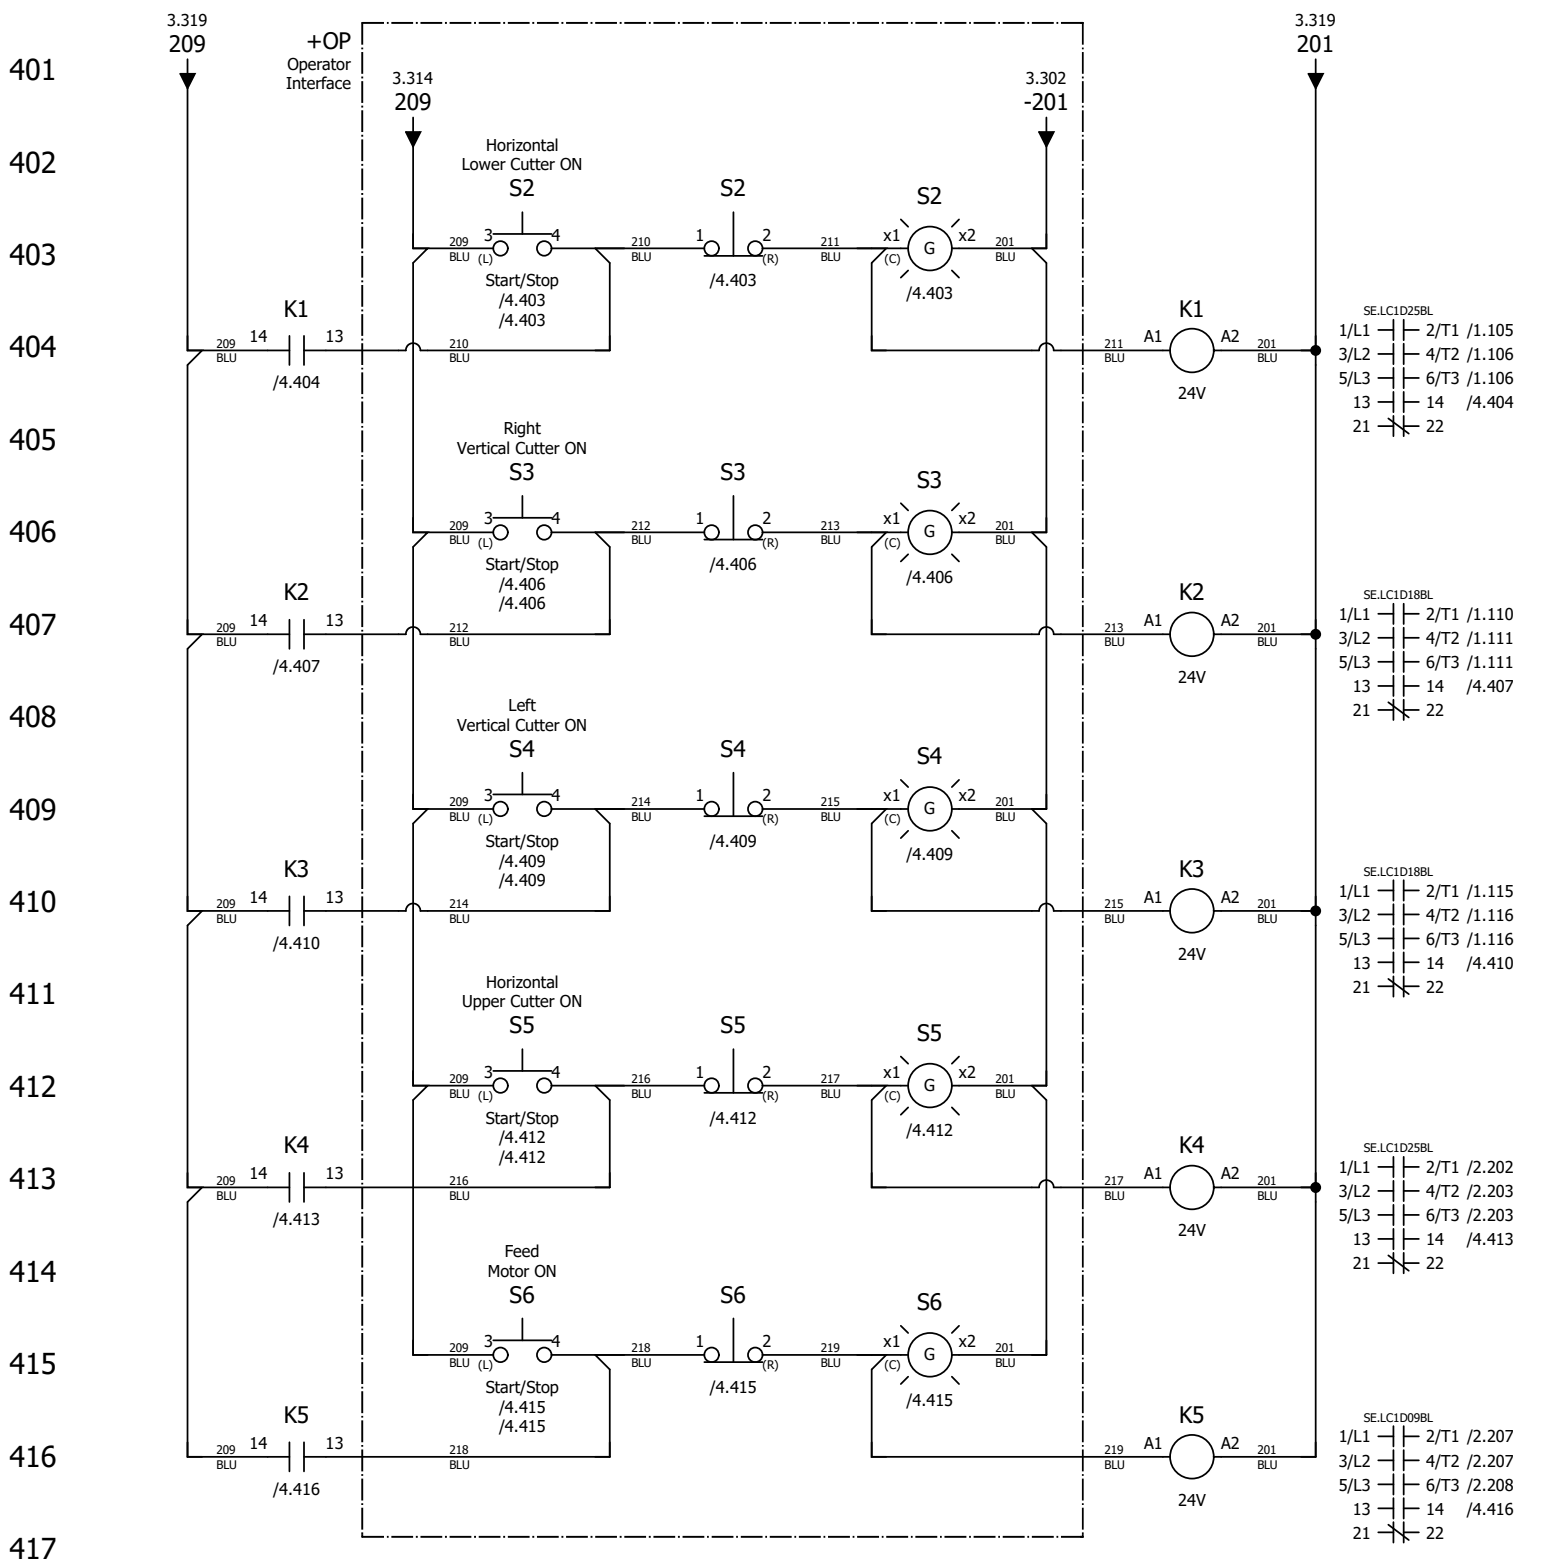 3.319
209
+OP
Operator
Interface
3.314
209
3.302
-201
3.319
201
401
402
Horizontal
Lower Cutter ON
S2
S2
S2
403
209
BLU
3
(L)
4
210
BLU
1
2
(R)
211
BLU
x1
(C)
G
x2
201
BLU
Start/Stop
/4.403
/4.403
/4.403
/4.403
K1
K1
404
209
BLU
14
13
210
BLU
211
BLU
A1
A2
201
BLU
/4.404
24V
SE.LC1D25BL
1/L1 2/T1 /1.105
3/L2 4/T2 /1.106
5/L3 6/T3 /1.106
13 14 /4.404
21 22
405
Right
Vertical Cutter ON
S3
S3
S3
406
209
BLU
3
(L)
4
212
BLU
1
2
(R)
213
BLU
x1
(C)
G
x2
201
BLU
Start/Stop
/4.406
/4.406
/4.406
/4.406
K2
K2
407
209
BLU
14
13
212
BLU
213
BLU
A1
A2
201
BLU
/4.407
24V
SE.LC1D18BL
1/L1 2/T1 /1.110
3/L2 4/T2 /1.111
5/L3 6/T3 /1.111
13 14 /4.407
21 22
408
Left
Vertical Cutter ON
S4
S4
S4
409
209
BLU
3
(L)
4
214
BLU
1
2
(R)
215
BLU
x1
(C)
G
x2
201
BLU
Start/Stop
/4.409
/4.409
/4.409
/4.409
K3
K3
410
209
BLU
14
13
214
BLU
215
BLU
A1
A2
201
BLU
/4.410
24V
SE.LC1D18BL
1/L1 2/T1 /1.115
3/L2 4/T2 /1.116
5/L3 6/T3 /1.116
13 14 /4.410
21 22
411
Horizontal
Upper Cutter ON
S5
S5
S5
412
209
BLU
3
(L)
4
216
BLU
1
2
(R)
217
BLU
x1
(C)
G
x2
201
BLU
Start/Stop
/4.412
/4.412
/4.412
/4.412
K4
K4
413
209
BLU
14
13
216
BLU
217
BLU
A1
A2
201
BLU
/4.413
24V
SE.LC1D25BL
1/L1 2/T1 /2.202
3/L2 4/T2 /2.203
5/L3 6/T3 /2.203
13 14 /4.413
21 22
414
Feed
Motor ON
S6
S6
S6
415
209
BLU
3
(L)
4
218
BLU
1
2
(R)
219
BLU
x1
(C)
G
x2
201
BLU
Start/Stop
/4.415
/4.415
/4.415
/4.415
K5
K5
416
209
BLU
14
13
218
BLU
219
BLU
A1
A2
201
BLU
/4.416
24V
SE.LC1D09BL
1/L1 2/T1 /2.207
3/L2 4/T2 /2.207
5/L3 6/T3 /2.208
13 14 /4.416
21 22
417